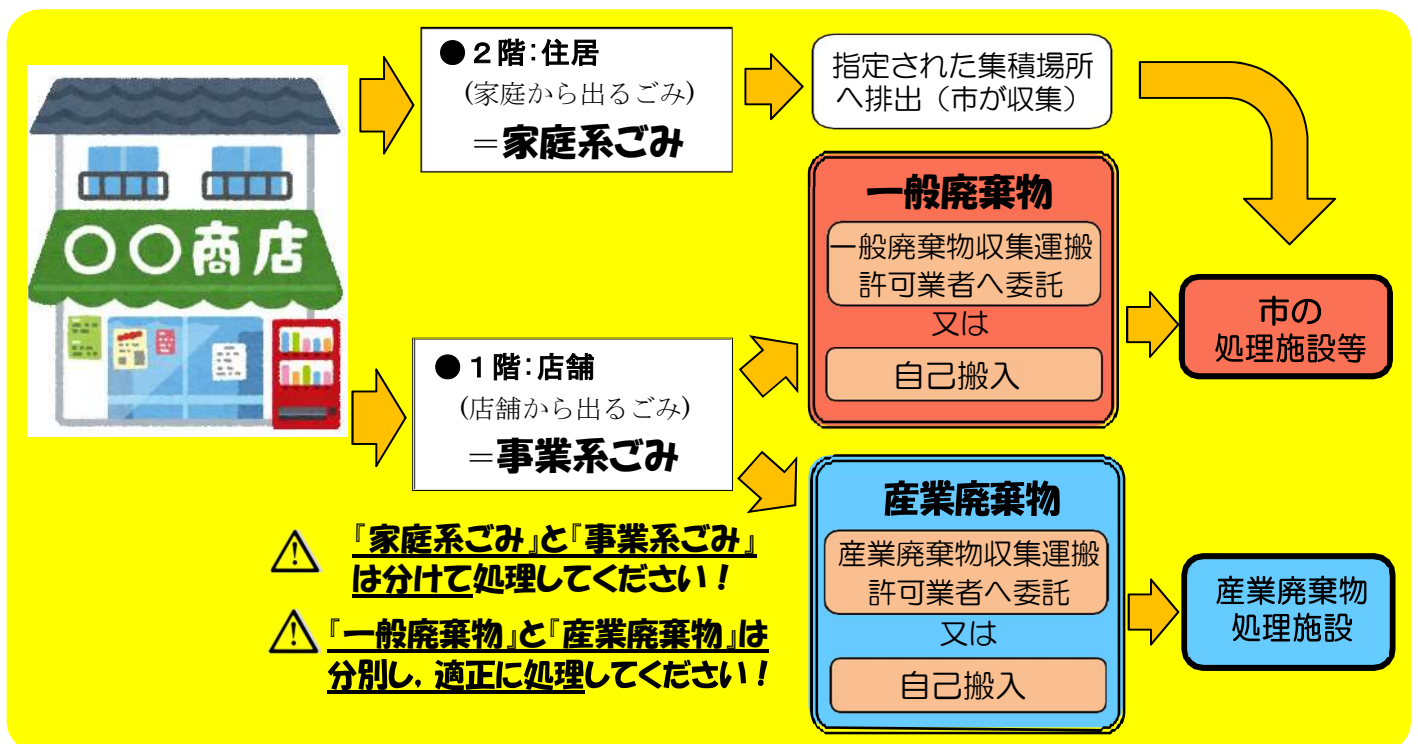 〇〇商店
●２階：住居
(家庭から出るごみ)
＝家庭系ごみ
指定された集積場所
へ排出（市が収集）
●１階：店舗
(店舗から出るごみ)
＝事業系ごみ
一般廃棄物
一般廃棄物収集運搬
許可業者へ委託
又は
自己搬入
市の
処理施設等
産業廃棄物
産業廃棄物収集運搬
許可業者へ委託
又は
自己搬入
産業廃棄物
処理施設
『家庭系ごみ』と『事業系ごみ』
は分けて処理してください！
『一般廃棄物』と『産業廃棄物』は
分別し，適正に処理してください！